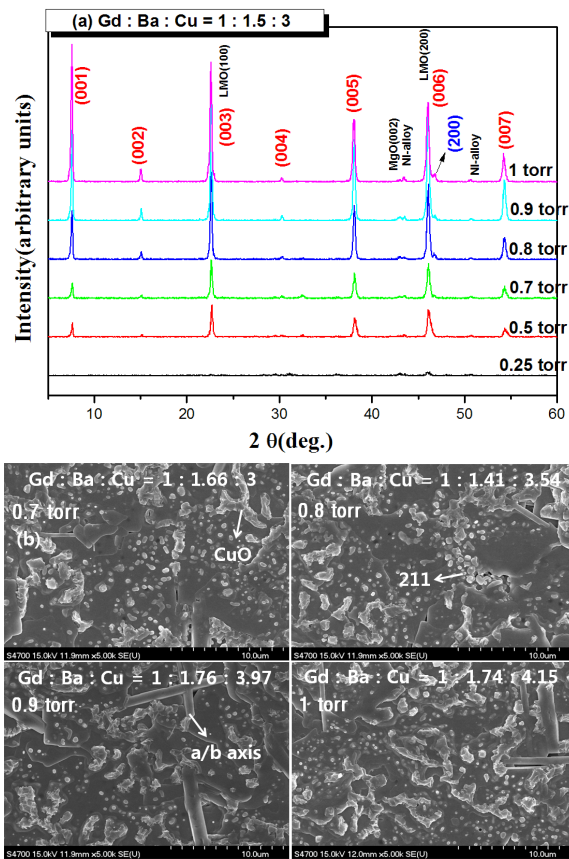 (a) Gd : Ba : Cu = 1 : 1.5 : 3
Intensity(arbitrary units)
(001)
(002)
LMO(100)
(003)
(004)
(005)
MgO(002)
Ni-alloy
LMO(200)
(006)
(200)
Ni-alloy
(007)
1 torr
0.9 torr
0.8 torr
0.7 torr
0.5 torr
0.25 torr
10 20 30 40 50 60
2 θ(deg.)
Gd : Ba : Cu = 1 : 1.66 : 3
0.7 torr
(b)
CuO
S4700 15.0kV 11.9mm x5.00k SE(U) 10.0um
Gd : Ba : Cu = 1 : 1.41 : 3.54
0.8 torr
211
S4700 15.0kV 11.9mm x5.00k SE(U) 10.0um
Gd : Ba : Cu = 1 : 1.76 : 3.97
0.9 torr
a/b axis
S4700 15.0kV 11.9mm x5.00k SE(U) 10.0um
Gd : Ba : Cu = 1 : 1.74 : 4.15
1 torr
S4700 15.0kV 12.0mm x5.00k SE(U) 10.0um